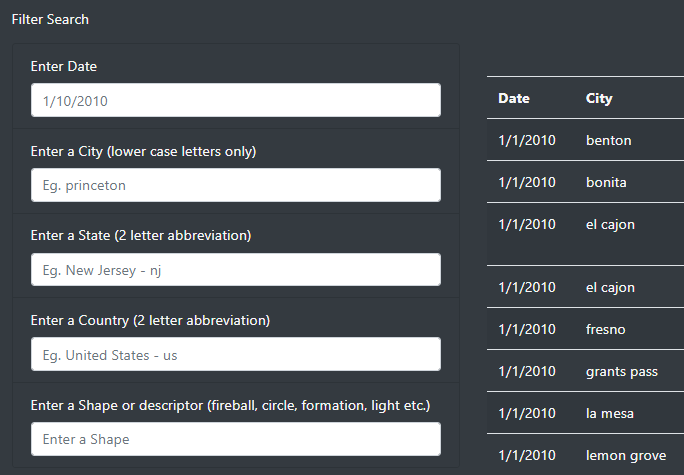 Filter Search
Enter Date
1/10/2010
Enter a City (lower case letters only)
Eg. princeton
Enter a State (2 letter abbreviation)
Eg. New Jersey - nj
Enter a Country (2 letter abbreviation)
Eg. United States - us
Enter a Shape or descriptor (fireball, circle, formation, light etc.)
Enter a Shape
Date City
1/1/2010 benton
1/1/2010 bonita
1/1/2010 el cajon
1/1/2010 el cajon
1/1/2010 fresno
1/1/2010 grants pass
1/1/2010 la mesa
1/1/2010 lemon grove